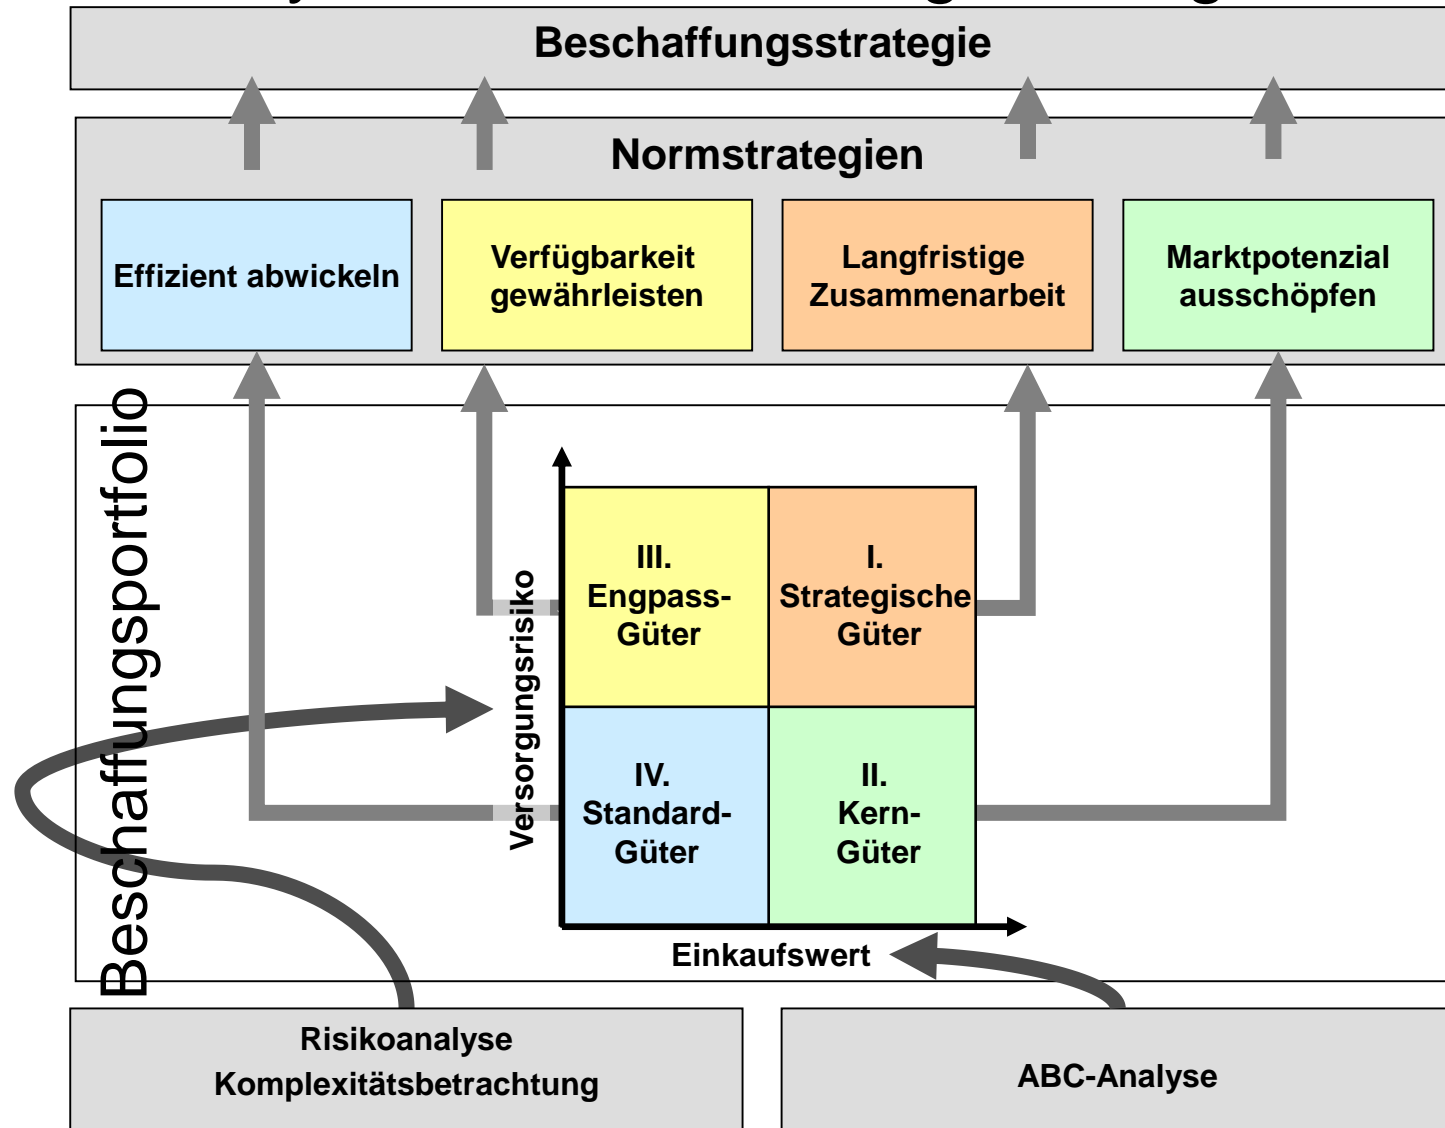 Beschaffungsstrategie
Normstrategien
Effizient abwickeln
Verfügbarkeit
gewährleisten
Langfristige
Zusammenarbeit
Marktpotenzial
ausschöpfen
Beschaffungsportfolio
Versorgungsrisiko
III.
Engpass-
Güter
I.
Strategische
Güter
IV.
Standard-
Güter
II.
Kern-
Güter
Einkaufswert
Risikoanalyse
Komplexitätsbetrachtung
ABC-Analyse